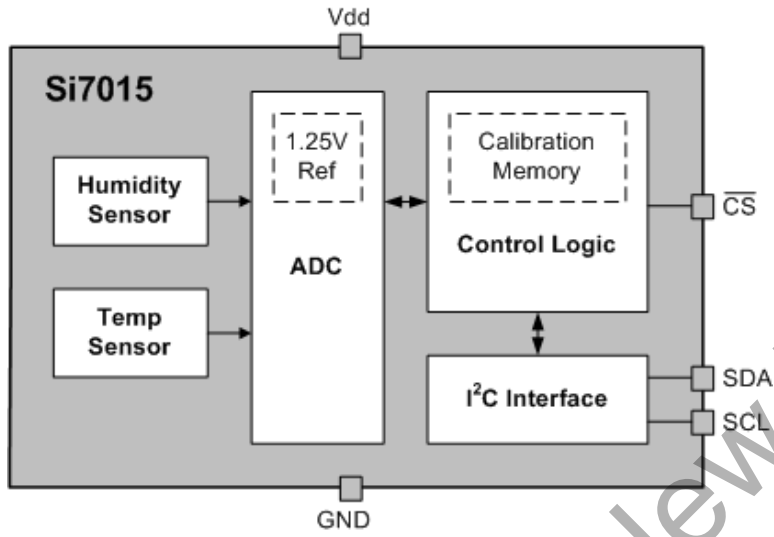 Vdd
Si7015
1.25V
Ref
Calibration
Memory
Humidity
Sensor
CS
Control Logic
ADC
Temp
Sensor
I²C Interface
SDA
SCL
GND